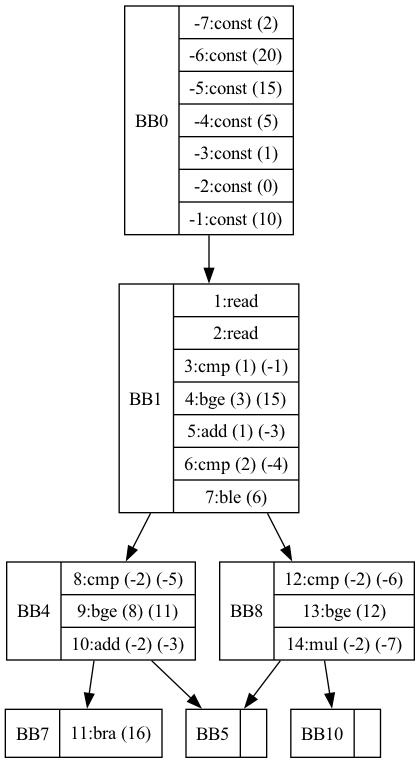 BB0
-7:const (2)
-6:const (20)
-5:const (15)
-4:const (5)
-3:const (1)
-2:const (0)
-1:const (10)
BB1
1:read
2:read
3:cmp (1) (-1)
4:bge (3) (15)
5:add (1) (-3)
6:cmp (2) (-4)
7:ble (6)
BB4
8:cmp (-2) (-5)
9:bge (8) (11)
10:add (-2) (-3)
BB8
12:cmp (-2) (-6)
13:bge (12)
14:mul (-2) (-7)
BB7
11:bra (16)
BB5
BB10